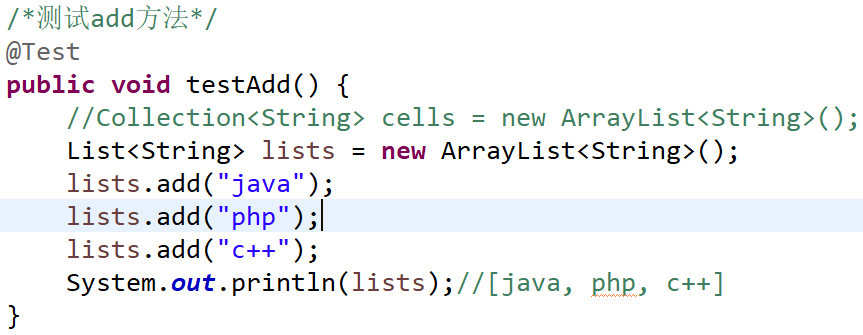 /*测试add方法*/
@Test
public void testAdd() {
    //Collection<String> cells = new ArrayList<String>();
    List<String> lists = new ArrayList<String>();
    lists.add("java");
    lists.add("php");
    lists.add("c++");
    System.out.println(lists);//[java, php, c++]
}